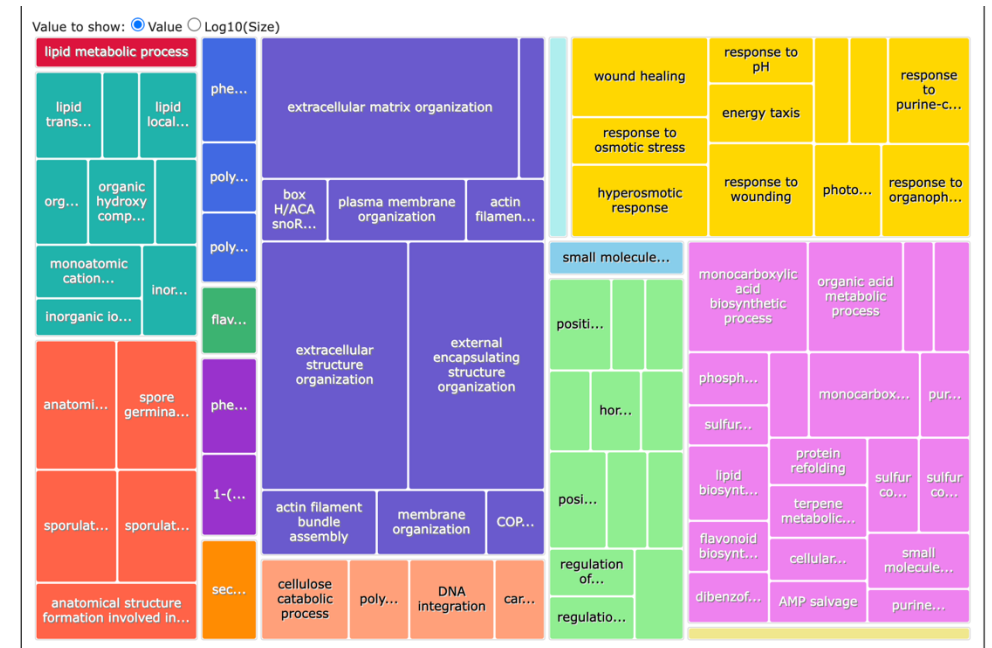 Value to show: Value Log10(Size)
lipid metabolic process
lipid
trans...
lipid
local...
org...
organic
hydroxy
comp...
monoatomic
cation...
inor...
inorganic io...
anatomi...
spore
germina...
sporulat...
sporulat...
anatomical structure
formation involved in...
phe...
poly...
poly...
flav...
phe...
1-(...
sec...
extracellular matrix organization
box
H/ACA
snoR...
plasma membrane
organization
actin
filamen...
extracellular
structure
organization
external
encapsulating
structure
organization
actin filament
bundle
assembly
membrane
organization
COP...
cellulose
catabolic
process
poly...
DNA
integration
car...
wound healing
response to
osmotic stress
hyperosmotic
response
response to
pH
energy taxis
response to
wounding
photo...
response
to
purine-c...
response to
organoph...
small molecule...
positi...
hor...
posi...
regulation
of...
regulatio...
monocarboxylic
acid
biosynthetic
process
organic acid
metabolic
process
phosph...
sulfur...
monocarbox...
pur...
lipid
biosynt...
protein
refolding
terpene
metabolic...
sulfur
co...
sulfur
co...
flavonoid
biosynt...
cellular...
small
molecule...
dibenzof...
AMP salvage
purine...